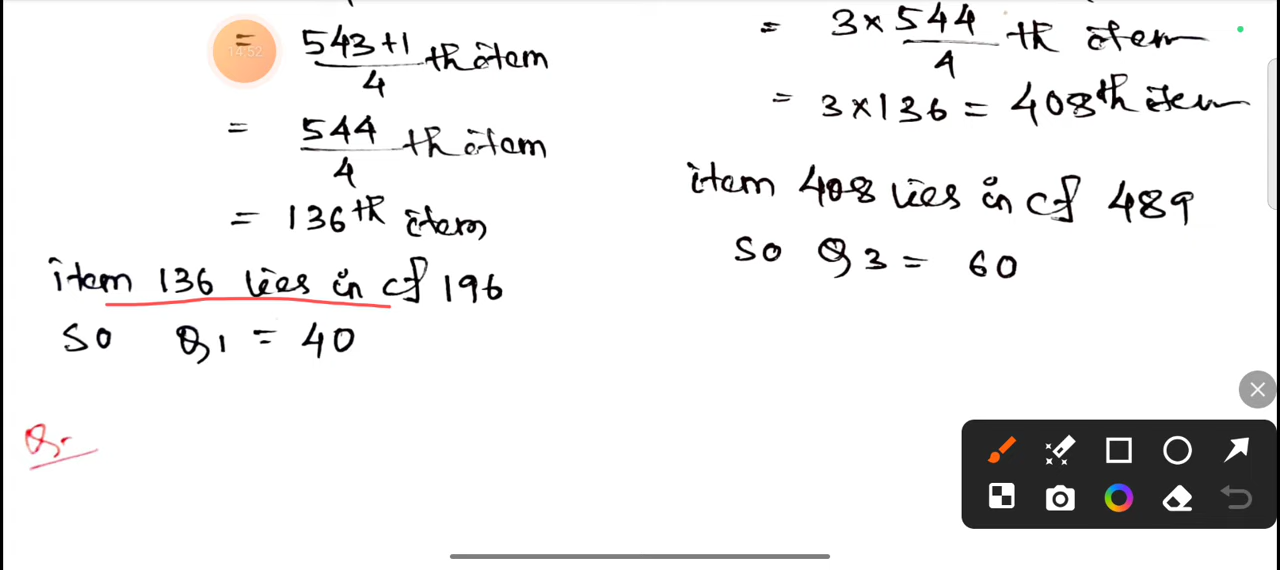 = 543+1/4 th item
14:52
= 544/4 th item
= 136th item
item 136 lies in cf 196
So Q1 = 40
Q.
= 3 x 544/4 th item
= 3 x 136 = 408th item
item 408 lies in cf 489
So Q3 = 60